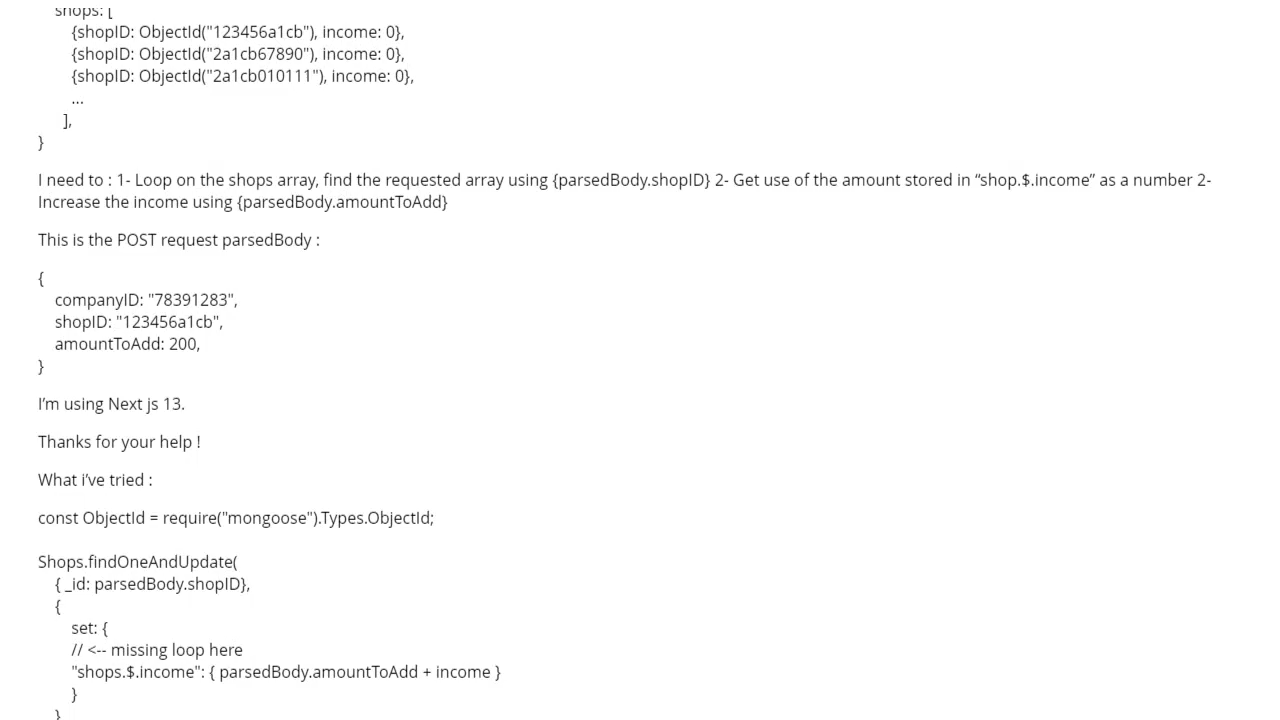 shops: [
{shopID: ObjectId("123456a1cb"), income: 0},
{shopID: ObjectId("2a1cb67890"), income: 0},
{shopID: ObjectId("2a1cb010111"), income: 0},
...
],
}
I need to : 1- Loop on the shops array, find the requested array using {parsedBody.shopID} 2- Get use of the amount stored in “shop.$.income” as a number 2-
Increase the income using {parsedBody.amountToAdd}
This is the POST request parsedBody :
{
companyID: "78391283",
shopID: "123456a1cb",
amountToAdd: 200,
}
I’m using Next js 13.
Thanks for your help !
What i’ve tried :
const ObjectId = require("mongoose").Types.ObjectId;
Shops.findOneAndUpdate(
{ _id: parsedBody.shopID},
{
set: {
// <-- missing loop here
"shops.$.income": { parsedBody.amountToAdd + income }
}
}